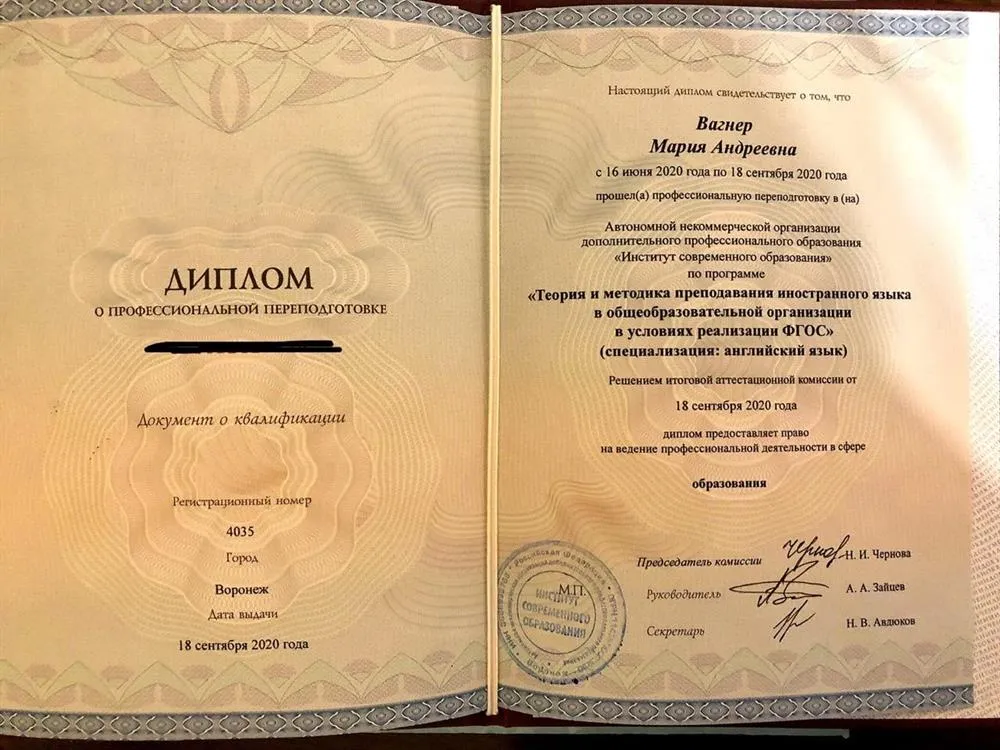 ДИПЛОМ
О ПРОФЕССИОНАЛЬНОЙ ПЕРЕПОДГОТОВКЕ
Документ о квалификации
Регистрационный номер
4035
Город
Воронеж
Дата выдачи
18 сентября 2020 года
Настоящий диплом свидетельствует о том, что
Вагнер
Мария Андреевна
с 16 июня 2020 года по 18 сентября 2020 года
прошел(а) профессиональную переподготовку в (на)
Автономной некоммерческой организации
дополнительного профессионального образования
«Институт современного образования»
по программе
«Теория и методика преподавания иностранного языка
в общеобразовательной организации
в условиях реализации ФГОС»
(специализация: английский язык)
Решением итоговой аттестационной комиссии от
18 сентября 2020 года
диплом предоставляет право
на ведение профессиональной деятельности в сфере
образования
Председатель комиссии Н. И. Чернова
Руководитель А. А. Зайцев
Секретарь Н. В. Авдюков
М.П.
ИНСТИТУТ
СОВРЕМЕННОГО
ОБРАЗОВАНИЯ
Российская Федерация